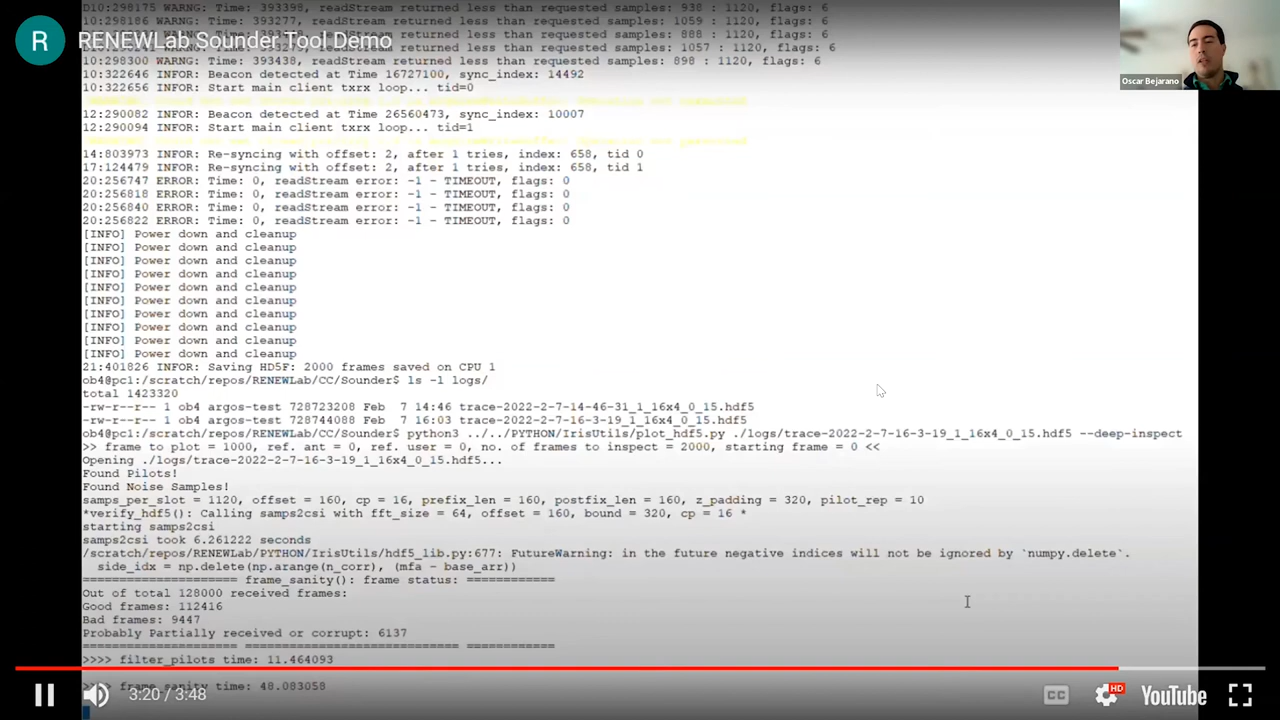 D10:298175 WARNG: Time: 393398, readStream returned less than requested samples: 938 : 1120, flags: 6
10:298186 WARNG: Time: 393277, readStream returned less than requested samples: 1059 : 1120, flags: 6
readStream returned less than requested samples: 888 : 1120, flags: 6
R
RENEWLab Sounder Tool Demo
readStream returned less than requested samples: 1057 : 1120, flags: 6
10:298300 WARNG: Time: 393438, readStream returned less than requested samples: 898 : 1120, flags: 6
10:322646 INFOR: Beacon detected at Time 16727100, sync_index: 14492
10:322656 INFOR: Start main client txrx loop... tid=0
12:290082 INFOR: Beacon detected at Time 26560473, sync_index: 10007
12:290094 INFOR: Start main client txrx loop... tid=1
14:803973 INFOR: Re-syncing with offset: 2, after 1 tries, index: 658, tid 0
17:124479 INFOR: Re-syncing with offset: 2, after 1 tries, index: 658, tid 1
20:256747 ERROR: Time: 0, readStream error: -1 - TIMEOUT, flags: 0
20:256818 ERROR: Time: 0, readStream error: -1 - TIMEOUT, flags: 0
20:256840 ERROR: Time: 0, readStream error: -1 - TIMEOUT, flags: 0
20:256822 ERROR: Time: 0, readStream error: -1 - TIMEOUT, flags: 0
[INFO] Power down and cleanup
[INFO] Power down and cleanup
[INFO] Power down and cleanup
[INFO] Power down and cleanup
[INFO] Power down and cleanup
[INFO] Power down and cleanup
[INFO] Power down and cleanup
[INFO] Power down and cleanup
[INFO] Power down and cleanup
[INFO] Power down and cleanup
21:401826 INFOR: Saving HD5F: 2000 frames saved on CPU 1
ob4@pc1:/scratch/repos/RENEWLab/CC/Sounder$ ls -l logs/
total 1423320
-rw-r--r-- 1 ob4 argos-test 728723208 Feb  7 14:46 trace-2022-2-7-14-46-31_1_16x4_0_15.hdf5
-rw-r--r-- 1 ob4 argos-test 728744088 Feb  7 16:03 trace-2022-2-7-16-3-19_1_16x4_0_15.hdf5
ob4@pc1:/scratch/repos/RENEWLab/CC/Sounder$ python3 ../../PYTHON/IrisUtils/plot_hdf5.py ./logs/trace-2022-2-7-16-3-19_1_16x4_0_15.hdf5 --deep-inspect
>> frame to plot = 1000, ref. ant = 0, ref. user = 0, no. of frames to inspect = 2000, starting frame = 0 <<
Opening ./logs/trace-2022-2-7-16-3-19_1_16x4_0_15.hdf5...
Found Pilots!
Found Noise Samples!
samps_per_slot = 1120, offset = 160, cp = 16, prefix_len = 160, postfix_len = 160, z_padding = 320, pilot_rep = 10
*verify_hdf5(): Calling samps2csi with fft_size = 64, offset = 160, bound = 320, cp = 16 *
starting samps2csi
samps2csi took 6.261222 seconds
/scratch/repos/RENEWLab/PYTHON/IrisUtils/hdf5_lib.py:677: FutureWarning: in the future negative indices will not be ignored by `numpy.delete`.
side_idx = np.delete(np.arange(n_corr), (mfa - base_arr))
===================== frame_sanity(): frame status: ============
Out of total 128000 received frames:
Good frames: 112416
Bad frames: 9447
Probably Partially received or corrupt: 6137
===================== ============================ ============
>>>> filter_pilots time: 11.464093
>>>> frame_sanity time: 48.083058
Oscar Bejarano
3:20 / 3:48
CC
HD
YouTube